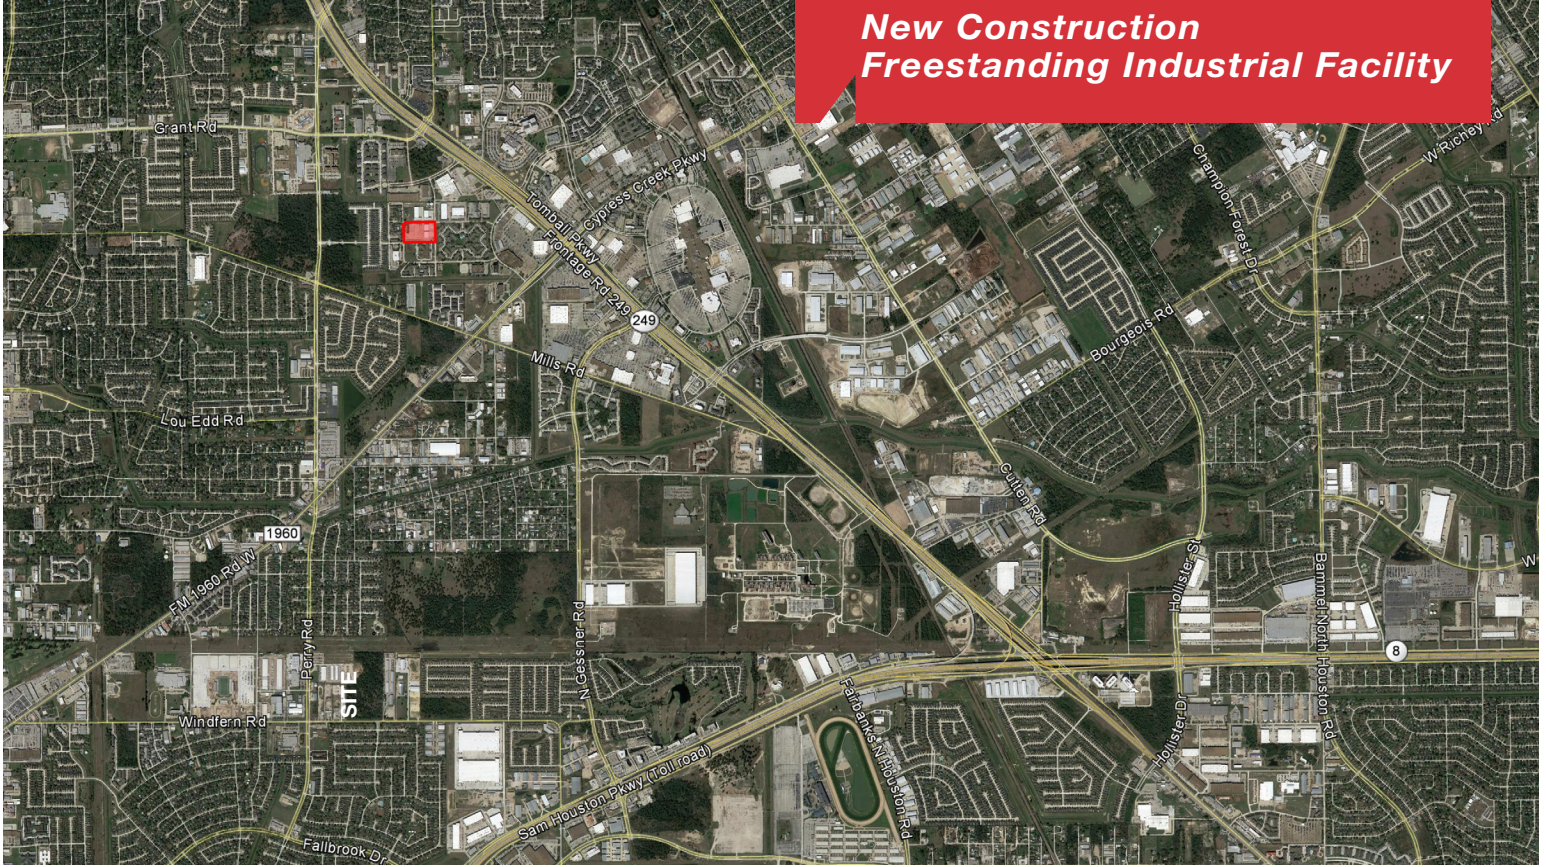 New Construction
Freestanding Industrial Facility
Grant Rd
Cypress Creek Pkwy
Champion Forest Dr
W Richey Rd
Tomball Pkwy
Frontage Rd 249
249
Bourgeois Rd
Mills Rd
Lou Edd Rd
Cutten Rd
1960
FM 1960 Rd W
Hollister St
Bammel North Houston Rd
W
N Gessner Rd
Perry Rd
8
SITE
Windfern Rd
Fairbanks N Houston Rd
Hollister Dr
Sam Houston Pkwy (Toll road)
Fallbrook Dr